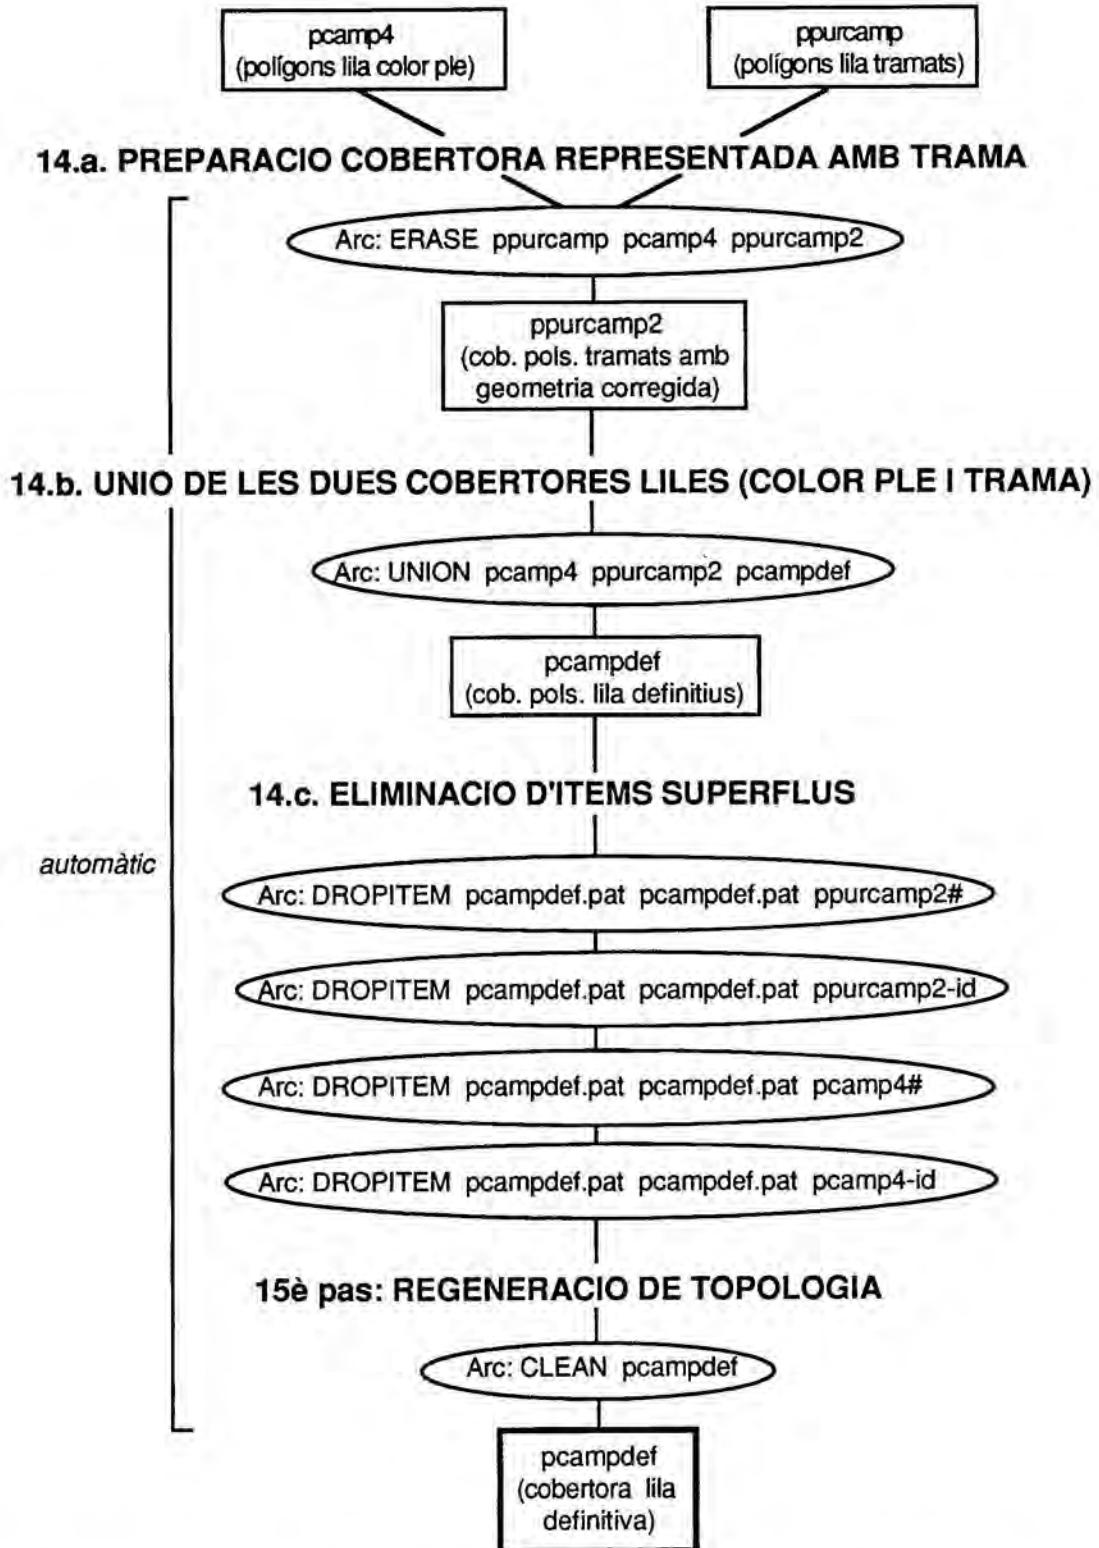 pcamp4
(polígons lila color ple)
ppurcamp
(polígons lila tramats)
14.a. PREPARACIO COBERTORA REPRESENTADA AMB TRAMA
Arc: ERASE ppurcamp pcamp4 ppurcamp2
ppurcamp2
(cob. pols. tramats amb
geometria corregida)
14.b. UNIO DE LES DUES COBERTORES LILES (COLOR PLE I TRAMA)
Arc: UNION pcamp4 ppurcamp2 pcampdef
pcampdef
(cob. pols. lila definitius)
14.c. ELIMINACIO D'ITEMS SUPERFLUS
automàtic
Arc: DROPITEM pcampdef.pat pcampdef.pat ppurcamp2#
Arc: DROPITEM pcampdef.pat pcampdef.pat ppurcamp2-id
Arc: DROPITEM pcampdef.pat pcampdef.pat pcamp4#
Arc: DROPITEM pcampdef.pat pcampdef.pat pcamp4-id
15è pas: REGENERACIO DE TOPOLOGIA
Arc: CLEAN pcampdef
pcampdef
(cobertora lila
definitiva)